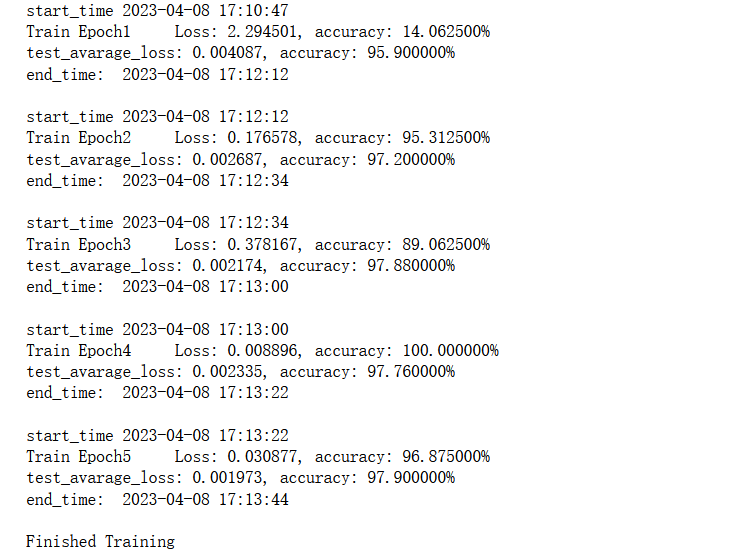 start_time 2023-04-08 17:10:47
Train Epoch1     Loss: 2.294501, accuracy: 14.062500%
test_avarage_loss: 0.004087, accuracy: 95.900000%
end_time:  2023-04-08 17:12:12

start_time 2023-04-08 17:12:12
Train Epoch2     Loss: 0.176578, accuracy: 95.312500%
test_avarage_loss: 0.002687, accuracy: 97.200000%
end_time:  2023-04-08 17:12:34

start_time 2023-04-08 17:12:34
Train Epoch3     Loss: 0.378167, accuracy: 89.062500%
test_avarage_loss: 0.002174, accuracy: 97.880000%
end_time:  2023-04-08 17:13:00

start_time 2023-04-08 17:13:00
Train Epoch4     Loss: 0.008896, accuracy: 100.000000%
test_avarage_loss: 0.002335, accuracy: 97.760000%
end_time:  2023-04-08 17:13:22

start_time 2023-04-08 17:13:22
Train Epoch5     Loss: 0.030877, accuracy: 96.875000%
test_avarage_loss: 0.001973, accuracy: 97.900000%
end_time:  2023-04-08 17:13:44

Finished Training